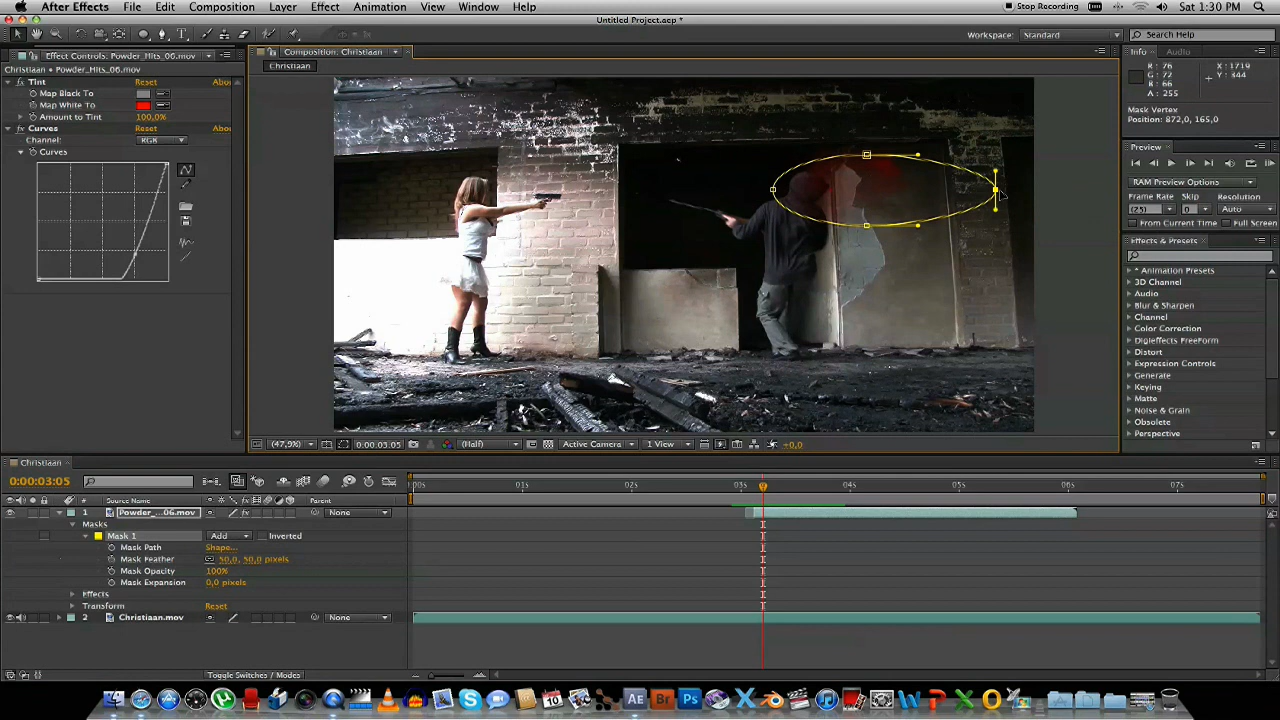 After Effects File Edit Composition Layer Effect Animation View Window Help Stop Recording Sat 1:30 PM
Untitled Project.aep *
Workspace: Standard Search Help
Effect Controls: Powder_Hits_06.mov
Composition: Christiaan
Info Audio
Christiaan • Powder_Hits_06.mov
Christiaan
Tint Reset Abou
Map Black To
Map White To
Amount to Tint 100,0%
Curves Reset Abou
Channel: RGB
Curves
R : 76
G : 72
B : 66
A : 255
X : 1719
Y : 344
Mask Vertex
Position: 872,0, 165,0
Preview
RAM Preview Options
Frame Rate Skip Resolution
(25) 0 Auto
From Current Time Full Screen
Effects & Presets
* Animation Presets
3D Channel
Audio
Blur & Sharpen
Channel
Color Correction
Digieffects FreeForm
Distort
Expression Controls
Generate
Keying
Matte
Noise & Grain
Obsolete
Perspective
(47,9%) 0:00:03:05 (Half) Active Camera 1 View +0,0
Christiaan
0:00:03:05
:00s 01s 02s 03s 04s 05s 06s 07s
# Source Name Parent
1 Powder_...06.mov None
Masks
Mask 1 Add Inverted
Mask Path Shape...
Mask Feather 50,0, 50,0 pixels
Mask Opacity 100%
Mask Expansion 0,0 pixels
Effects
Transform Reset
2 Christiaan.mov None
Toggle Switches / Modes